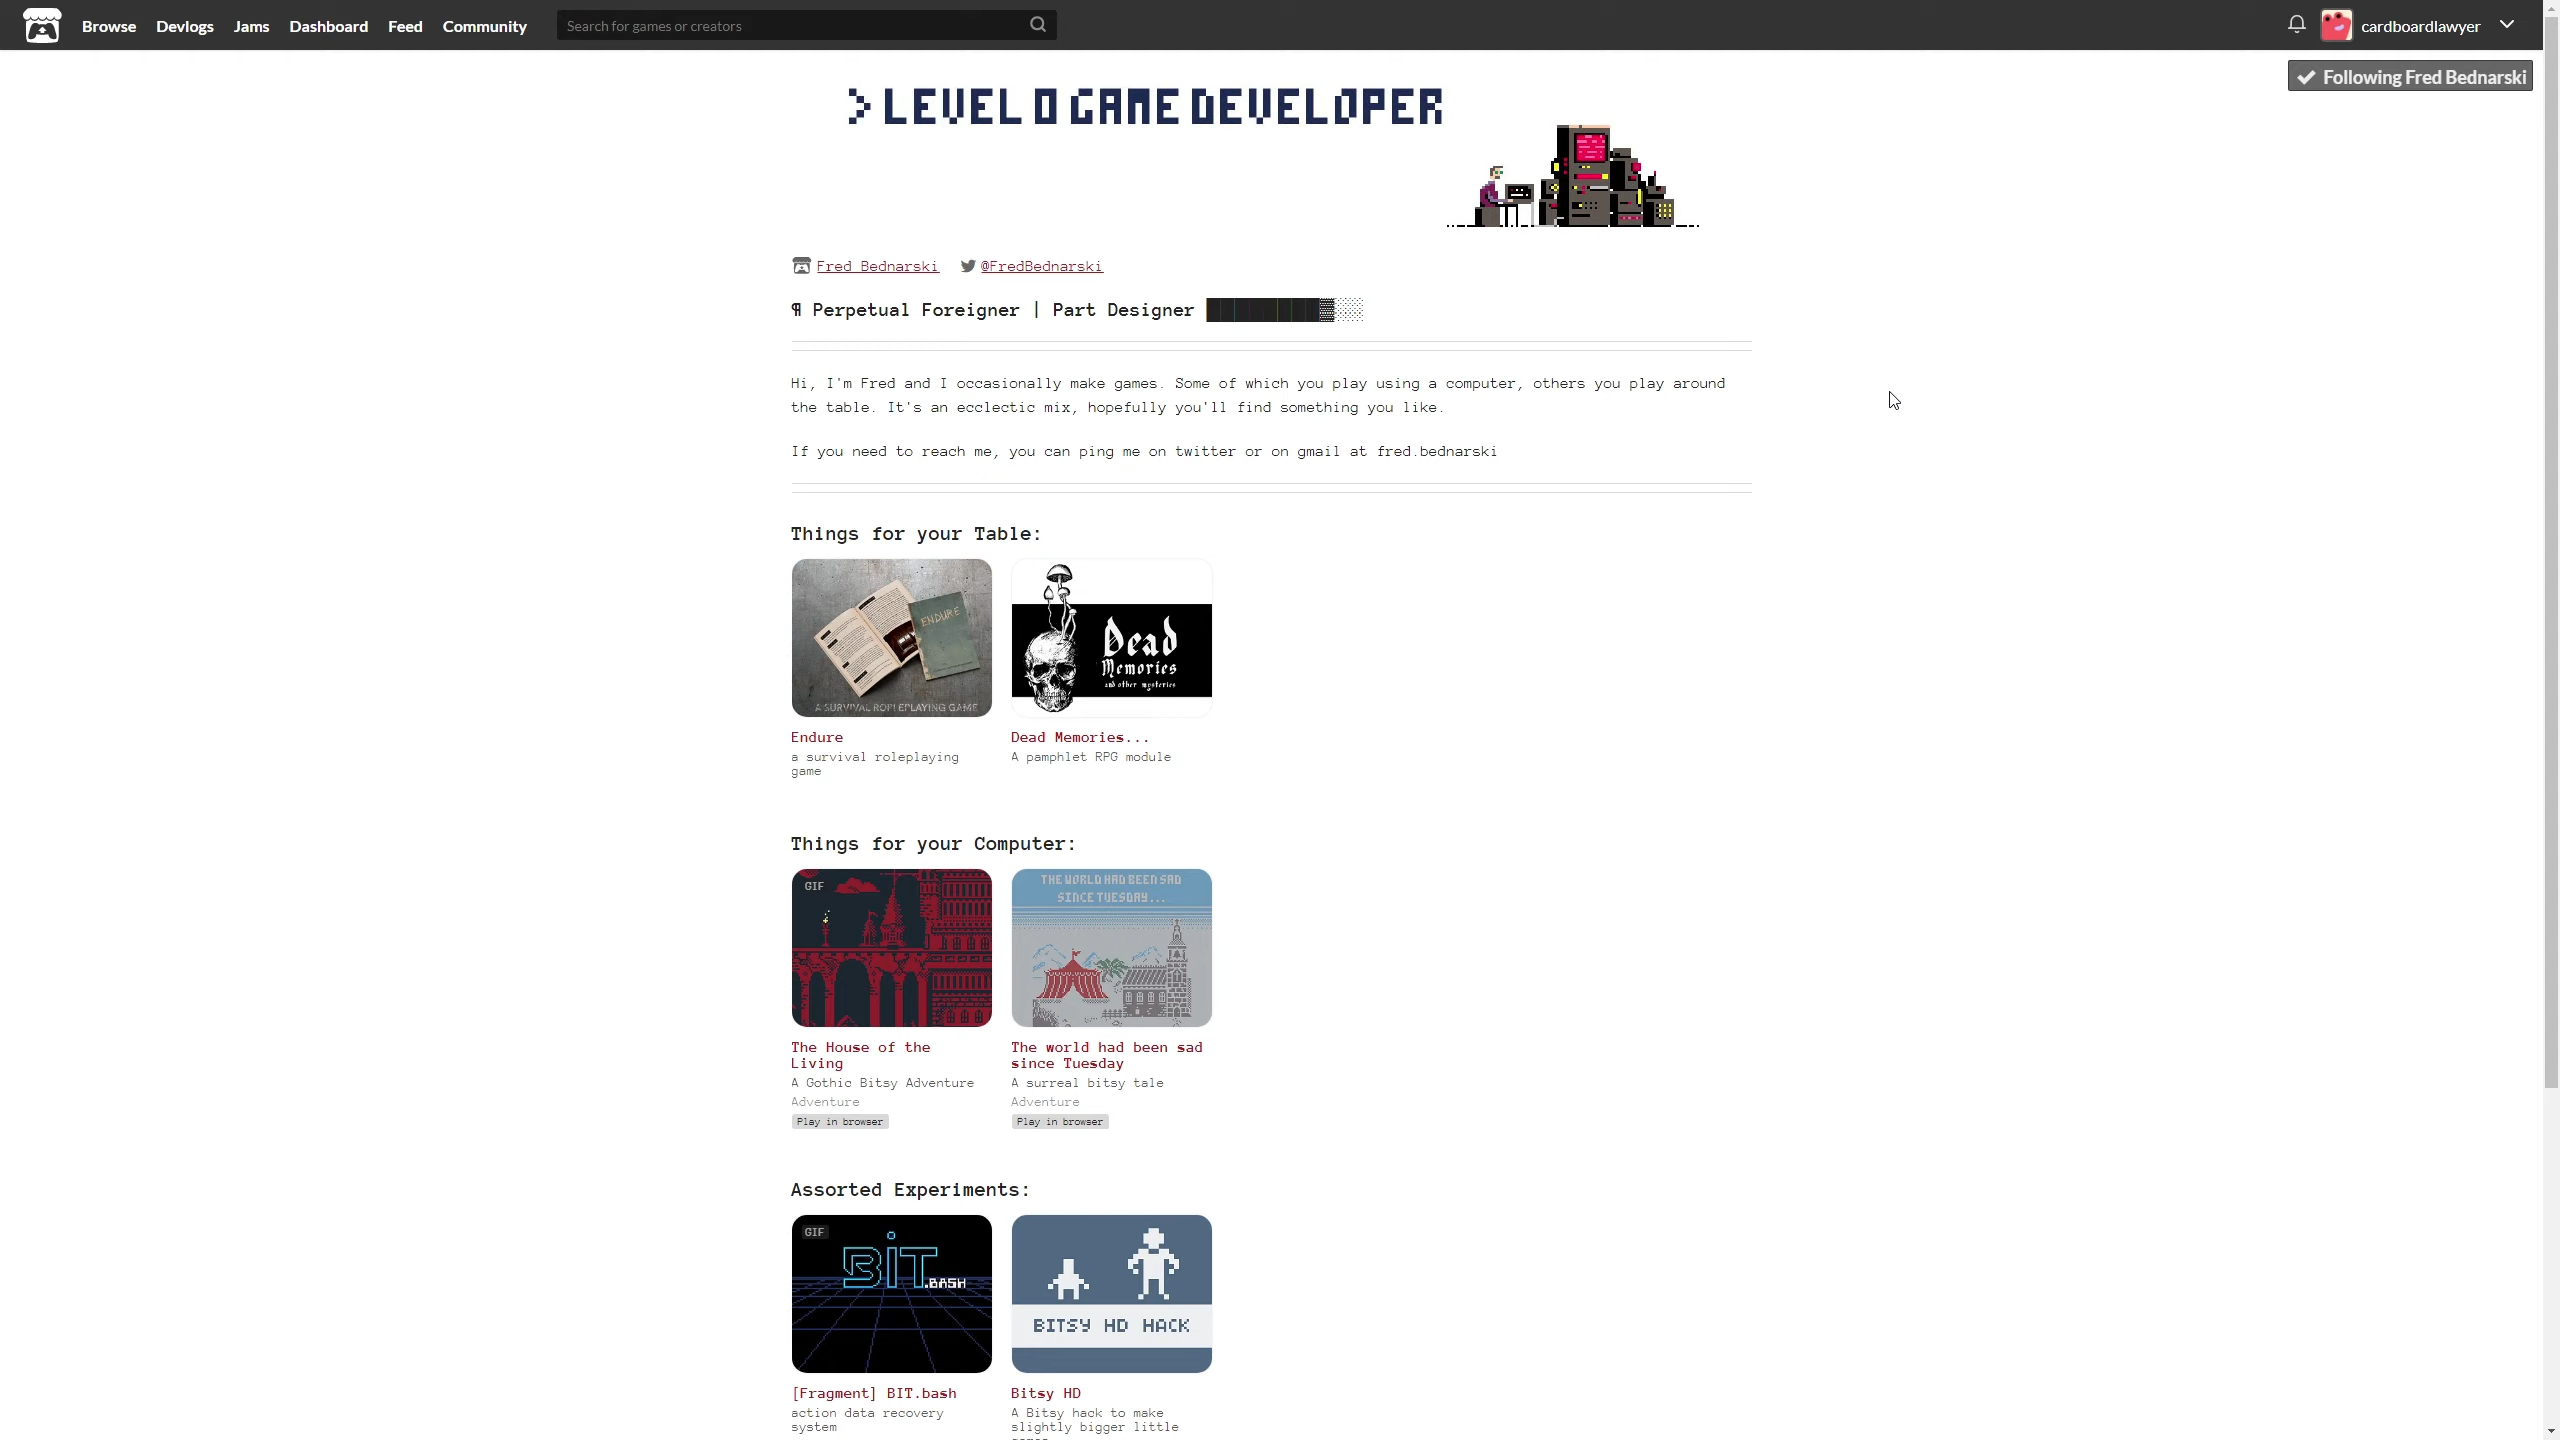 Browse Devlogs Jams Dashboard Feed Community Search for games or creators cardboardlawyer
Following Fred Bednarski
> LEVEL 0 GAME DEVELOPER
Fred Bednarski @FredBednarski
¶ Perpetual Foreigner | Part Designer █████████▓░░
Hi, I'm Fred and I occasionally make games. Some of which you play using a computer, others you play around
the table. It's an ecclectic mix, hopefully you'll find something you like.
If you need to reach me, you can ping me on twitter or on gmail at fred.bednarski
Things for your Table:
ENDURE
Dead
Memories
and other mysteries
Endure
a survival roleplaying
game
Dead Memories...
A pamphlet RPG module
Things for your Computer:
GIF
THE WORLD HAD BEEN SAD
SINCE TUESDAY...
The House of the
Living
A Gothic Bitsy Adventure
Adventure
Play in browser
The world had been sad
since Tuesday
A surreal bitsy tale
Adventure
Play in browser
Assorted Experiments:
GIF
BIT
.BASH
BITSY HD HACK
[Fragment] BIT.bash
action data recovery
system
Bitsy HD
A Bitsy hack to make
slightly bigger little